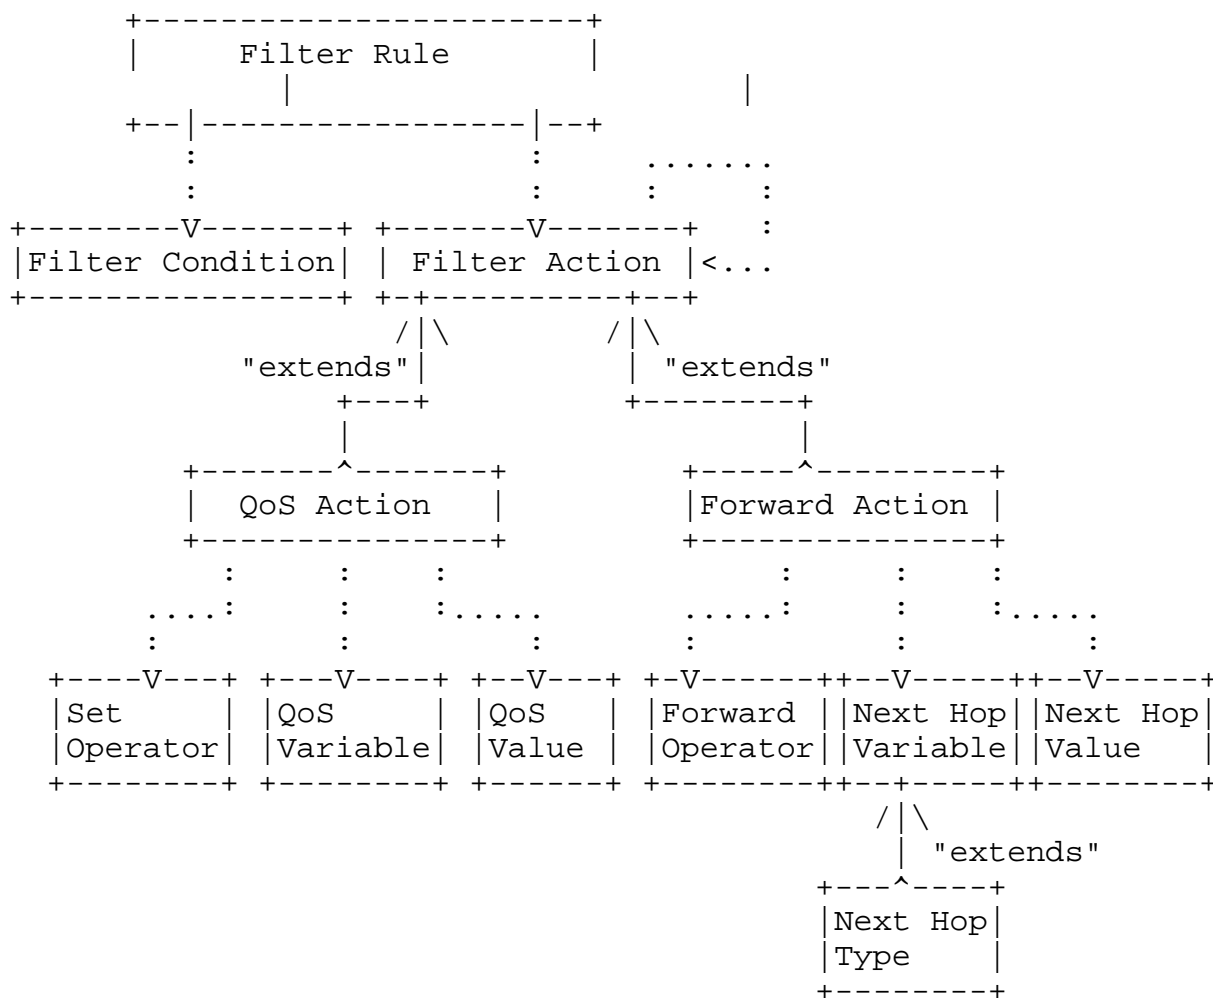 Filter Rule
Filter Condition Filter Action
"extends" "extends"
QoS Action Forward Action
Set QoS QoS Forward Next Hop Next Hop
Operator Variable Value Operator Variable Value
"extends"
Next Hop
Type